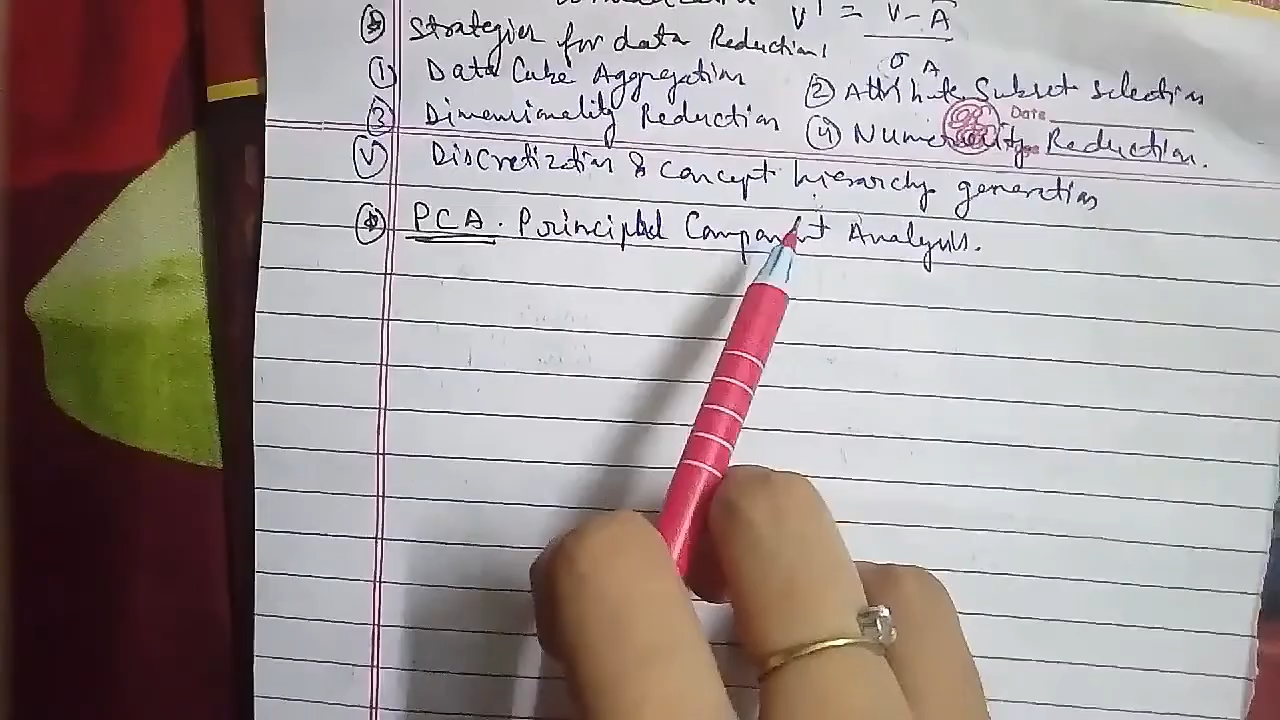 V' = V - A̅
σ A
Strategies for data Reduction!
① Data Cube Aggregation ② Attribute Subset selection
③ Dimensionality Reduction ④ Numerosity Reduction.
Date
Ⓥ Discretization & Concept hierarchy generation
PCA. Principal Component Analysis.